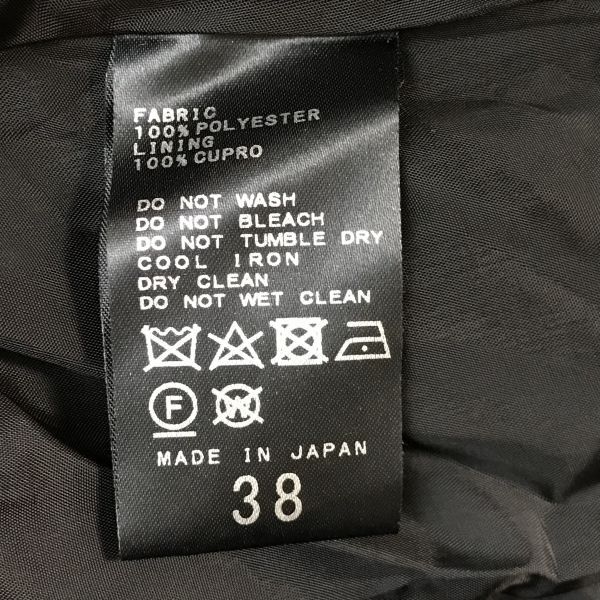 FABRIC
100% POLYESTER
LINING
100% CUPRO
DO NOT WASH
DO NOT BLEACH
DO NOT TUMBLE DRY
COOL IRON
DRY CLEAN
DO NOT WET CLEAN
F W
MADE IN JAPAN
38